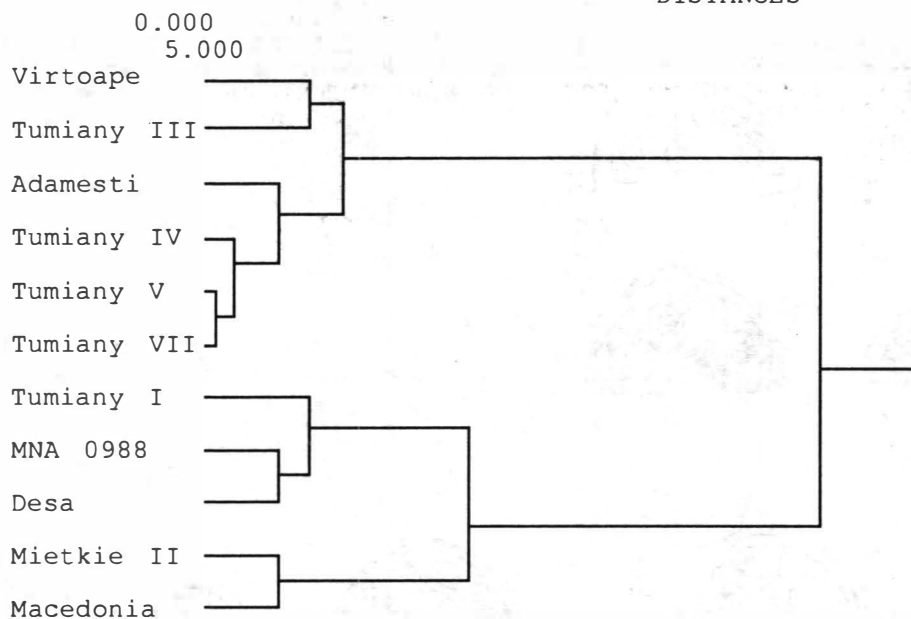 DISTANCES
0.000
5.000
Virtoape
Tumiany III
Adamesti
Tumiany IV
Tumiany V
Tumiany VII
Tumiany I
MNA 0988
Desa
Mietkie II
Macedonia